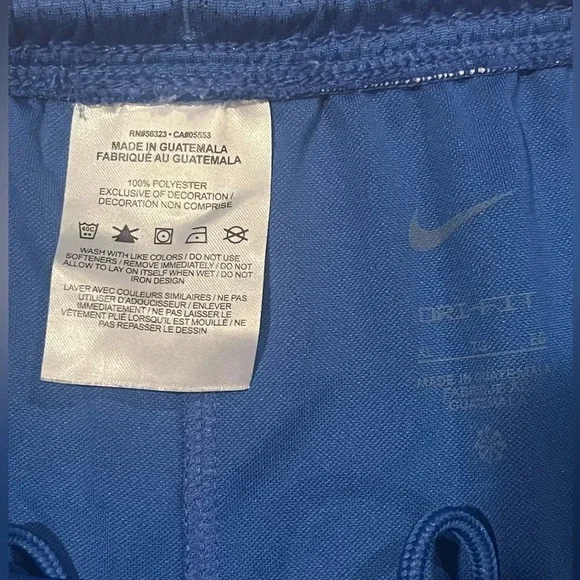 RN#56323 • CA#05553
MADE IN GUATEMALA
FABRIQUÉ AU GUATEMALA
100% POLYESTER
EXCLUSIVE OF DECORATION /
DECORATION NON COMPRISE
40C
WASH WITH LIKE COLORS / DO NOT USE
SOFTENERS / REMOVE IMMEDIATELY / DO NOT
ALLOW TO LAY ON ITSELF WHEN WET / DO NOT
IRON DESIGN
LAVER AVEC COULEURS SIMILAIRES / NE PAS
UTILISER D'ADOUCISSEUR / ENLEVER
IMMEDIATEMENT / NE PAS LAISSER LE
VÊTEMENT PLIÉ LORSQU'IL EST MOUILLÉ / NE
PAS REPASSER LE DESSIN
DRI-FIT
MADE IN GUATEMALA